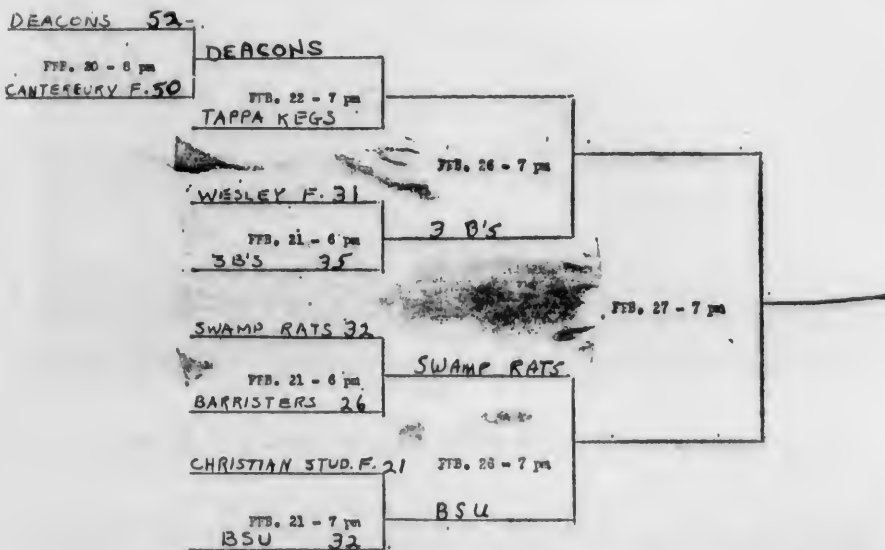 DEACONS 52
DEACONS
FEB. 20 - 8 pm
CANTEREURY F. 50
FEB. 22 - 7 pm
TAPPA KEGS
FEB. 26 - 7 pm
WESLEY F. 31
FEB. 21 - 6 pm
3 B'S
3B'S 35
FEB. 27 - 7 pm
SWAMP RATS 32
SWAMP RATS
FEB. 21 - 6 pm
BARRISTERS 26
CHRISTIAN STUD. F. 21
FEB. 26 - 7 pm
BSU
FEB. 21 - 7 pm
BSU 32